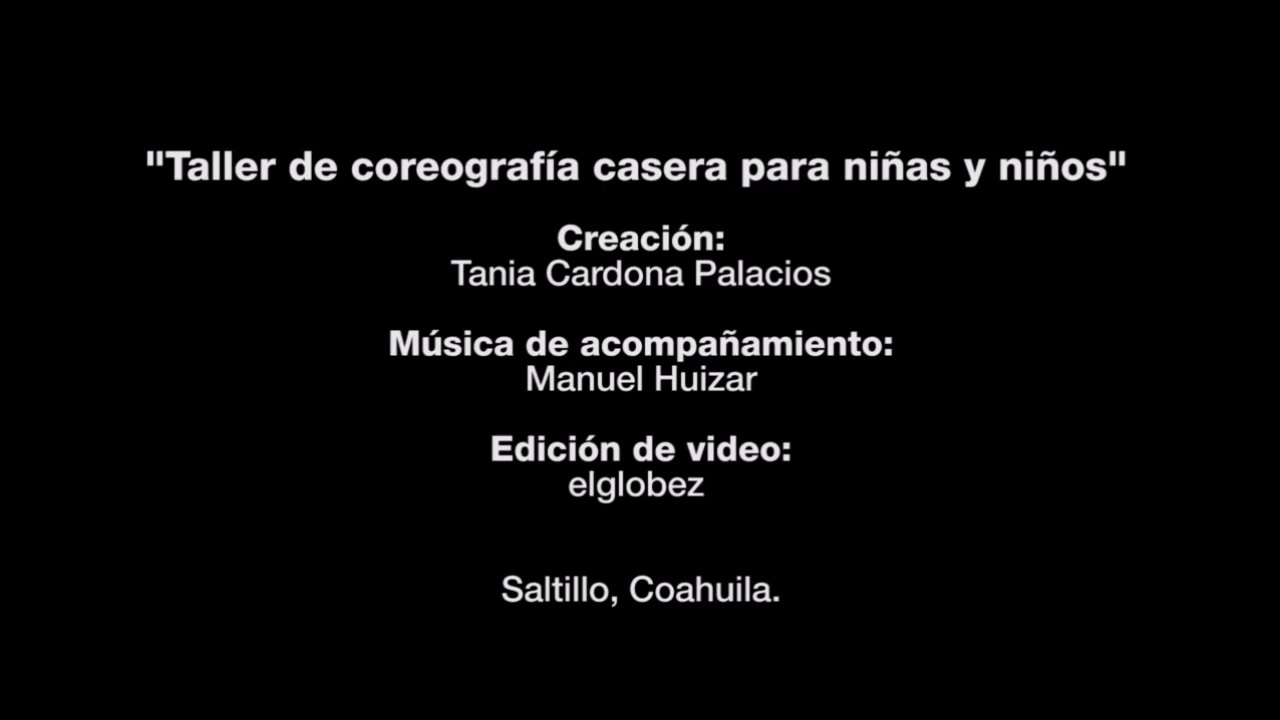 "Taller de coreografía casera para niñas y niños"
Creación:
Tania Cardona Palacios
Música de acompañamiento:
Manuel Huizar
Edición de video:
elglobez
Saltillo, Coahuila.